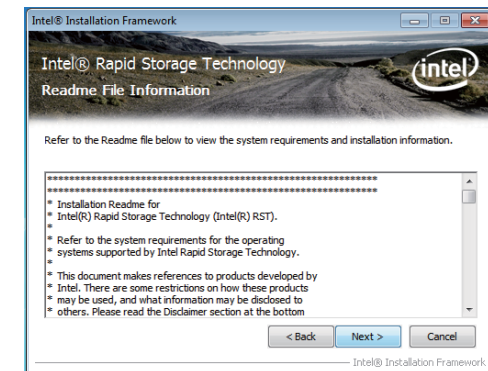 Intel® Installation Framework
Intel® Rapid Storage Technology
Readme File Information
intel
Refer to the Readme file below to view the system requirements and installation information.
************************************************************
************************************************************
* Installation Readme for
* Intel(R) Rapid Storage Technology (Intel(R) RST).
*
* Refer to the system requirements for the operating
* systems supported by Intel Rapid Storage Technology.
*
* This document makes references to products developed by
* Intel. There are some restrictions on how these products
* may be used, and what information may be disclosed to
* others. Please read the Disclaimer section at the bottom
< Back
Next >
Cancel
Intel® Installation Framework